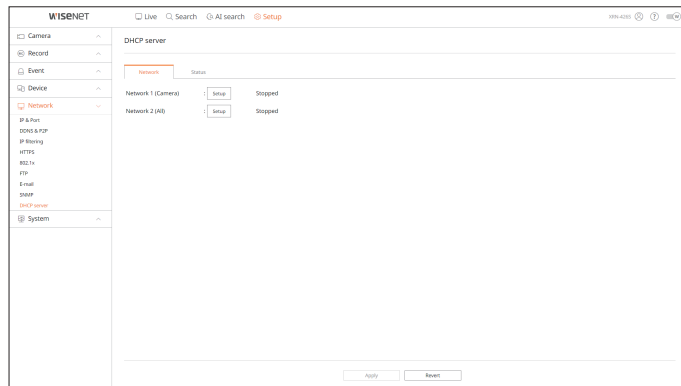 WISENET
Live Search AI search Setup
Camera
Record
Event
Device
Network
IP & Port
DDNS & P2P
IP filtering
HTTPS
802.1x
FTP
E-mail
SNMP
DHCP server
System
DHCP server
Network Status
Network 1 (Camera) : Setup Stopped
Network 2 (All) : Setup Stopped
Apply Revert